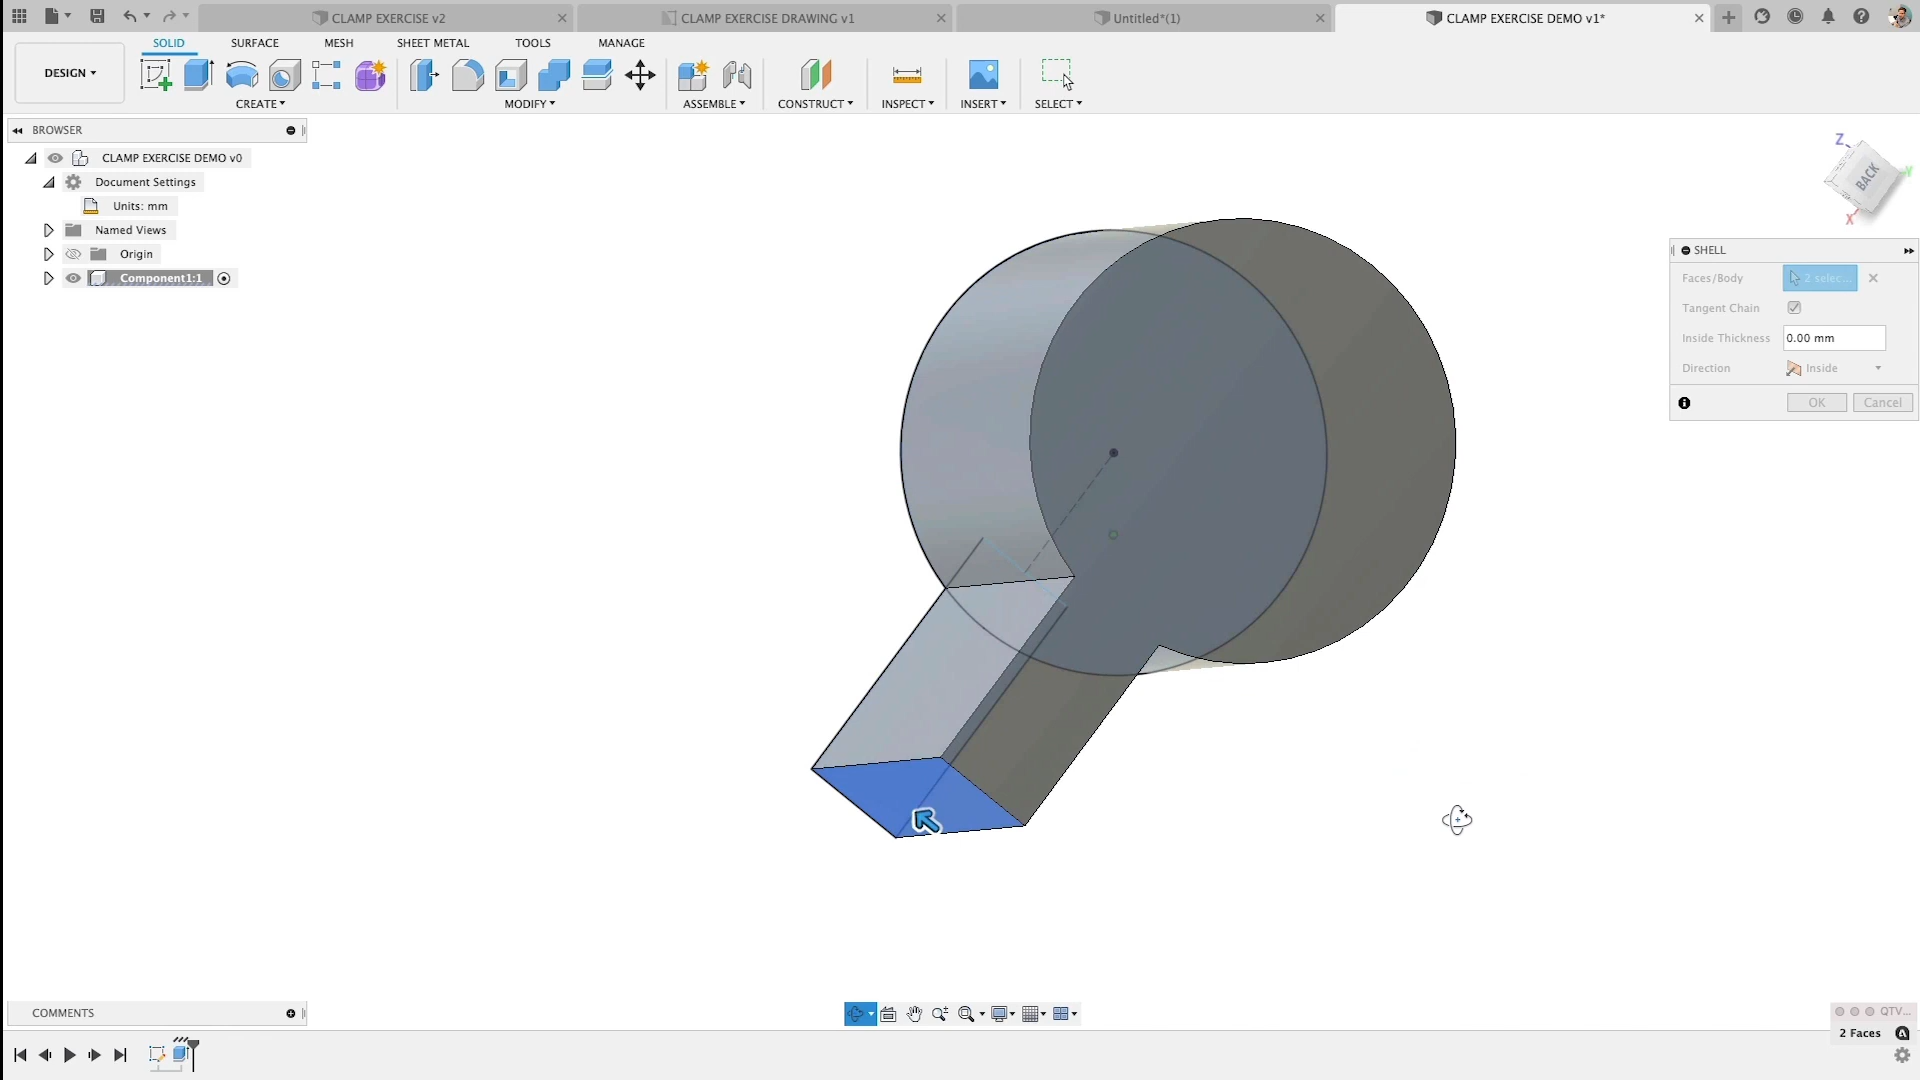 CLAMP EXERCISE v2
CLAMP EXERCISE DRAWING v1
Untitled*(1)
CLAMP EXERCISE DEMO v1*
SOLID
SURFACE
MESH
SHEET METAL
TOOLS
MANAGE
DESIGN
CREATE
MODIFY
ASSEMBLE
CONSTRUCT
INSPECT
INSERT
SELECT
BROWSER
CLAMP EXERCISE DEMO v0
Document Settings
Units: mm
Named Views
Origin
Component1:1
Z
BACK
Y
X
SHELL
Faces/Body
2 selec...
Tangent Chain
Inside Thickness
0.00 mm
Direction
Inside
OK
Cancel
COMMENTS
QTV...
2 Faces